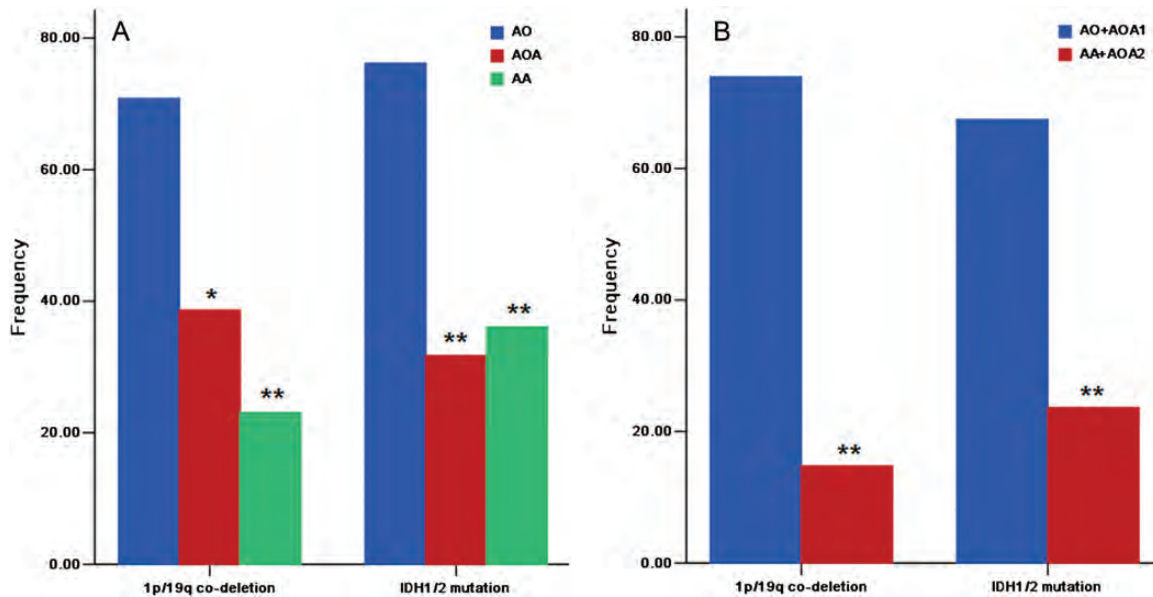 A
AO
AOA
AA
80.00
60.00
40.00
20.00
0.00
Frequency
*
**
**
**
1p/19q co-deletion
IDH1/2 mutation
B
AO+AOA1
AA+AOA2
80.00
60.00
40.00
20.00
0.00
Frequency
**
**
1p/19q co-deletion
IDH1/2 mutation